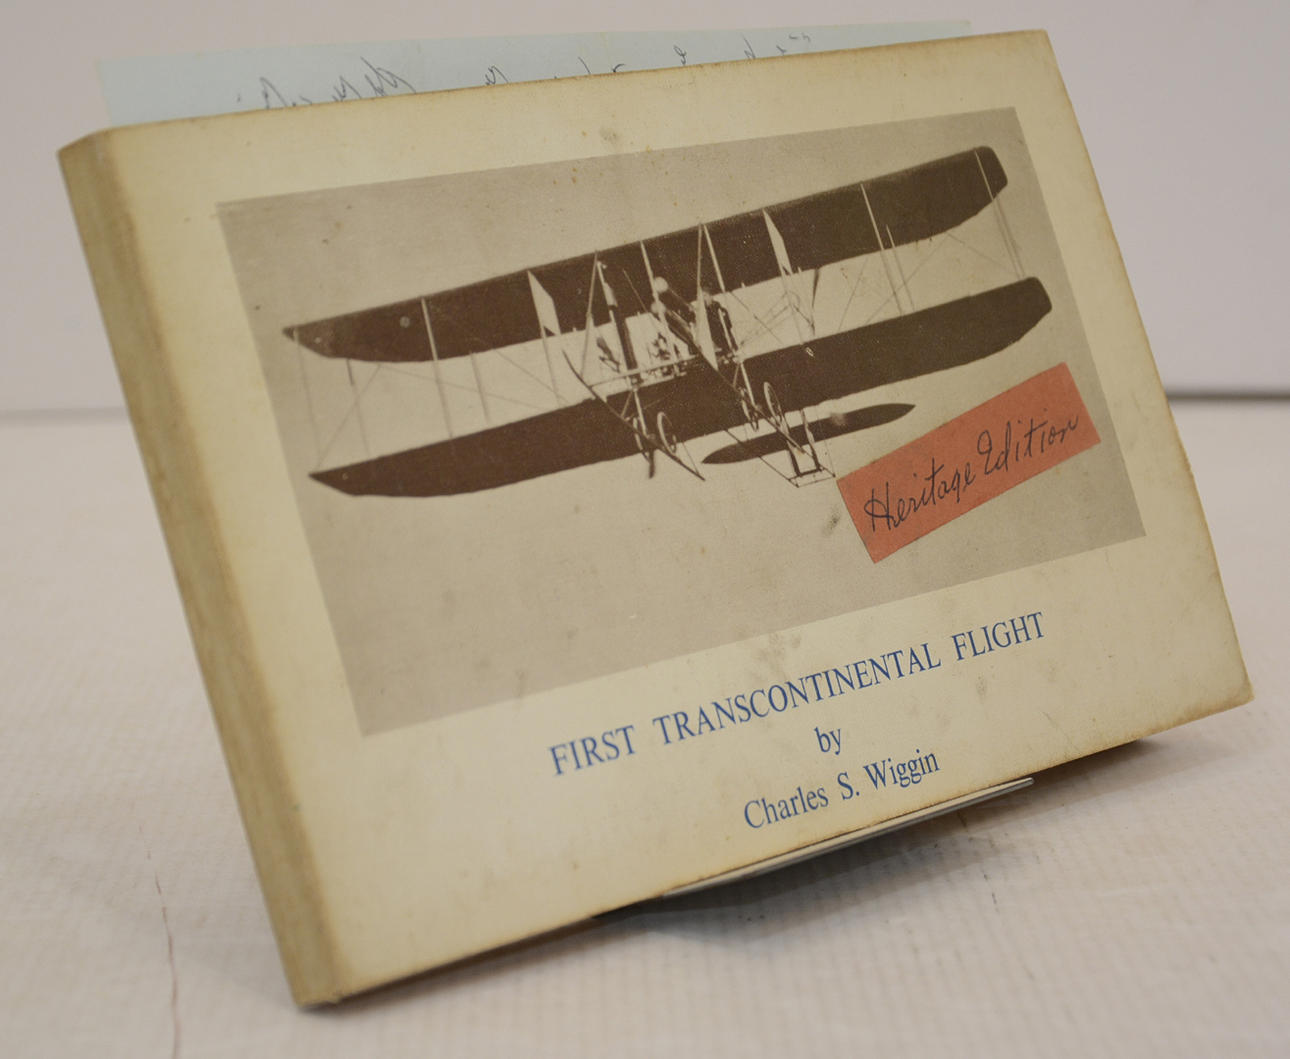 Heritage Edition
FIRST TRANSCONTINENTAL FLIGHT
by
Charles S. Wiggin